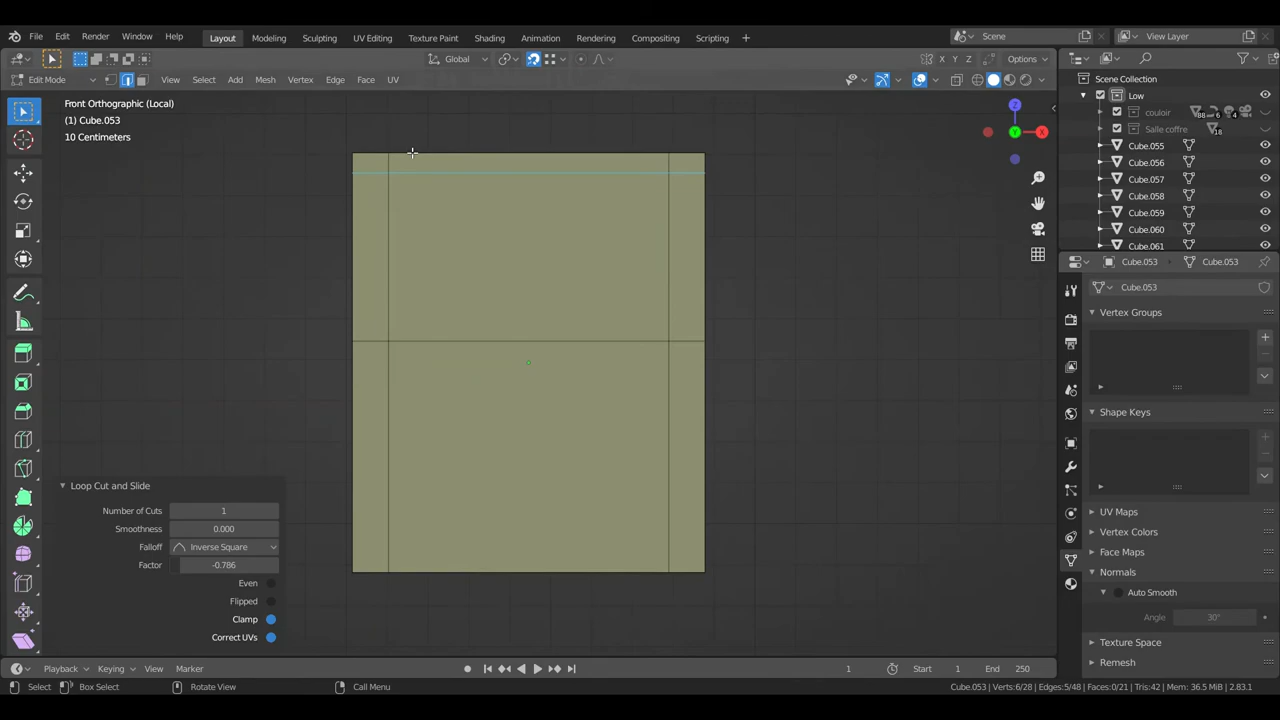 File Edit Render Window Help Layout Modeling Sculpting UV Editing Texture Paint Shading Animation Rendering Compositing Scripting + Scene View Layer
Global X Y Z Options
Edit Mode View Select Add Mesh Vertex Edge Face UV
Front Orthographic (Local)
(1) Cube.053
10 Centimeters
Scene Collection
Low
couloir 88 6 4
Salle coffre 18
Cube.055
Cube.056
Cube.057
Cube.058
Cube.059
Cube.060
Cube.061
Cube.053 Cube.053
Cube.053
Vertex Groups
Shape Keys
UV Maps
Vertex Colors
Face Maps
Normals
Auto Smooth
Angle 30°
Texture Space
Remesh
Loop Cut and Slide
Number of Cuts 1
Smoothness 0.000
Falloff Inverse Square
Factor -0.786
Even
Flipped
Clamp
Correct UVs
X
Z
Playback Keying View Marker 1 Start 1 End 250
Select Box Select Rotate View Call Menu Cube.053 | Verts:6/28 | Edges:5/48 | Faces:0/21 | Tris:42 | Mem: 36.5 MiB | 2.83.1